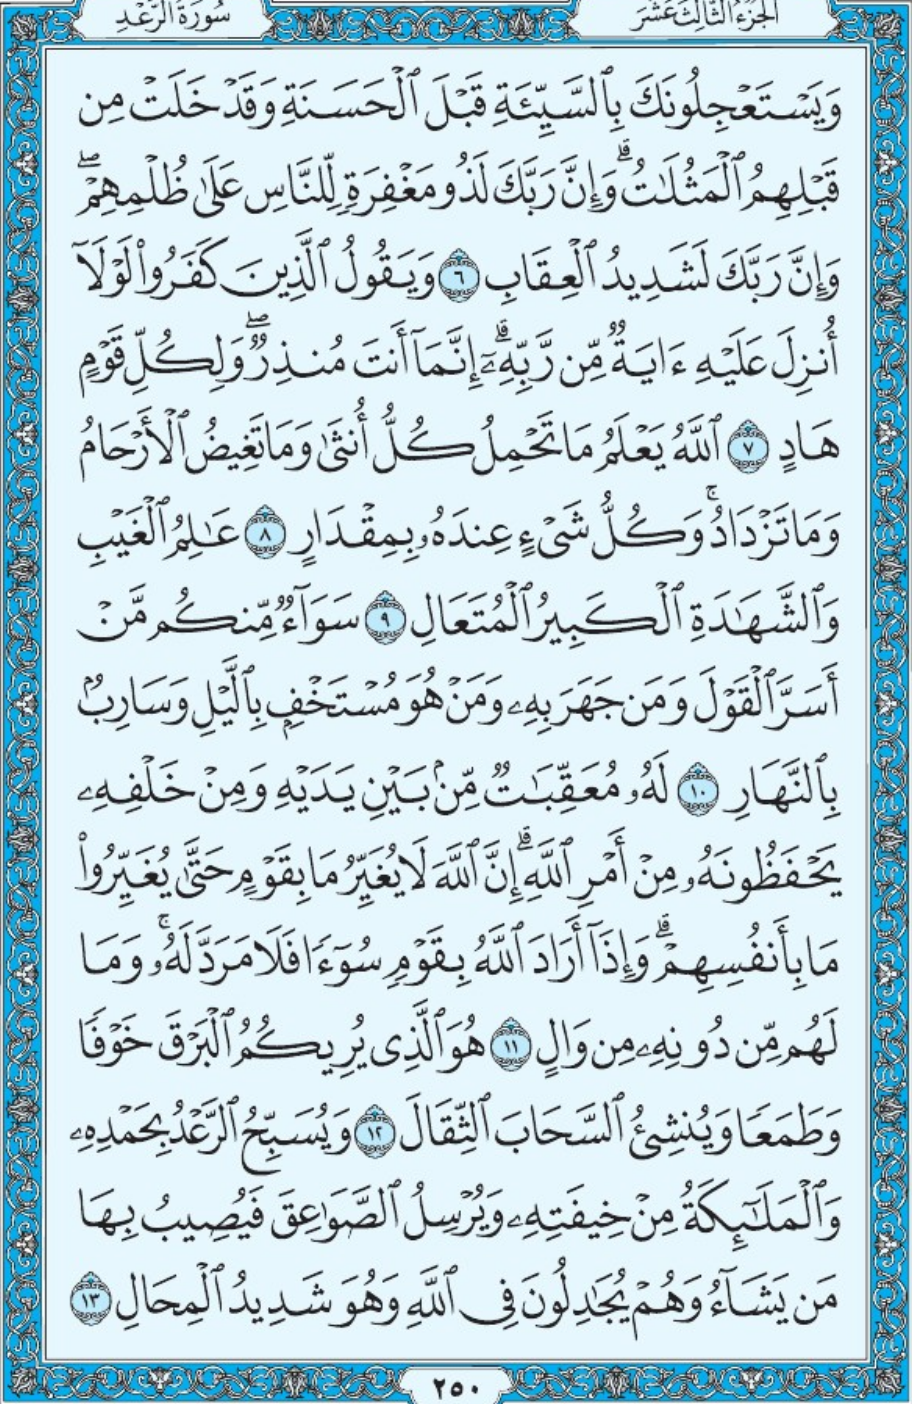 الجزء الثالث عشر
سورة الرعد
وَيَسْتَعْجِلُونَكَ بِٱلسَّيِّئَةِ قَبْلَ ٱلْحَسَنَةِ وَقَدْ خَلَتْ مِن
قَبْلِهِمُ ٱلْمَثُلَٰتُ ۗ وَإِنَّ رَبَّكَ لَذُو مَغْفِرَةٍ لِّلنَّاسِ عَلَىٰ ظُلْمِهِمْ ۖ
وَإِنَّ رَبَّكَ لَشَدِيدُ ٱلْعِقَابِ ٦ وَيَقُولُ ٱلَّذِينَ كَفَرُوا۟ لَوْلَآ
أُنزِلَ عَلَيْهِ ءَايَةٌ مِّن رَّبِّهِۦٓ ۗ إِنَّمَآ أَنتَ مُنذِرٌ ۖ وَلِكُلِّ قَوْمٍ
هَادٍ ٧ ٱللَّهُ يَعْلَمُ مَا تَحْمِلُ كُلُّ أُنثَىٰ وَمَا تَغِيضُ ٱلْأَرْحَامُ
وَمَا تَزْدَادُ ۚ وَكُلُّ شَىْءٍ عِندَهُۥ بِمِقْدَارٍ ٨ عَٰلِمُ ٱلْغَيْبِ
وَٱلشَّهَٰدَةِ ٱلْكَبِيرُ ٱلْمُتَعَالِ ٩ سَوَآءٌ مِّنكُم مَّنْ
أَسَرَّ ٱلْقَوْلَ وَمَن جَهَرَ بِهِۦ وَمَنْ هُوَ مُسْتَخْفٍۭ بِٱلَّيْلِ وَسَارِبٌۢ
بِٱلنَّهَارِ ١٠ لَهُۥ مُعَقِّبَٰتٌ مِّنۢ بَيْنِ يَدَيْهِ وَمِنْ خَلْفِهِۦ
يَحْفَظُونَهُۥ مِنْ أَمْرِ ٱللَّهِ ۗ إِنَّ ٱللَّهَ لَا يُغَيِّرُ مَا بِقَوْمٍ حَتَّىٰ يُغَيِّرُوا۟
مَا بِأَنفُسِهِمْ ۗ وَإِذَآ أَرَادَ ٱللَّهُ بِقَوْمٍ سُوٓءًا فَلَا مَرَدَّ لَهُۥ ۚ وَمَا
لَهُم مِّن دُونِهِۦ مِن وَالٍ ١١ هُوَ ٱلَّذِى يُرِيكُمُ ٱلْبَرْقَ خَوْفًا
وَطَمَعًا وَيُنشِئُ ٱلسَّحَابَ ٱلثِّقَالَ ١٢ وَيُسَبِّحُ ٱلرَّعْدُ بِحَمْدِهِۦ
وَٱلْمَلَٰٓئِكَةُ مِنْ خِيفَتِهِۦ وَيُرْسِلُ ٱلصَّوَٰعِقَ فَيُصِيبُ بِهَا
مَن يَشَآءُ وَهُمْ يُجَٰدِلُونَ فِى ٱللَّهِ وَهُوَ شَدِيدُ ٱلْمِحَالِ ١٣
٢٥٠